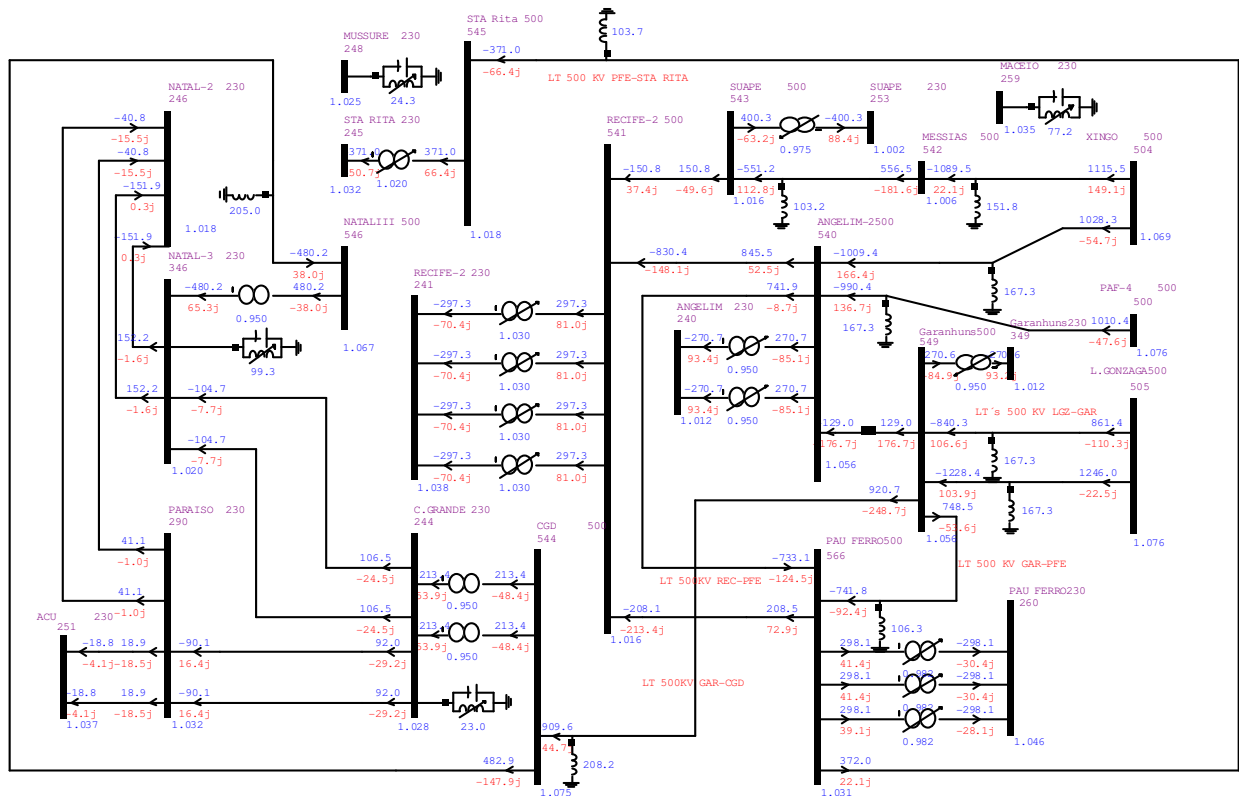 STA Rita 500
545
103.7
MUSSURE 230
248
24.3
1.025
-371.0
-66.4j
LT 500 KV PFE-STA RITA
MACEIO 230
259
1.035
77.2
NATAL-2 230
246
-40.8
-15.5j
-40.8
-15.5j
-151.9
0.3j
-151.9
0.3j
1.018
205.0
STA RITA 230
245
371.0
50.7j
1.020
371.0
66.4j
1.032
1.018
RECIFE-2 500
541
SUAPE 500
543
400.3
-63.2j
0.975
-400.3
88.4j
SUAPE 230
253
1.002
MESSIAS 500
542
XINGO 500
504
-150.8
37.4j
150.8
-49.6j
-551.2
112.8j
1.016
103.2
556.5
-181.6j
-1089.5
22.1j
1.006
151.8
1115.5
149.1j
1028.3
-54.7j
1.069
NATALIII 500
546
-480.2
38.0j
NATAL-3 230
346
-480.2
65.3j
0.950
480.2
-38.0j
1.067
99.3
152.2
-1.6j
152.2
-1.6j
-104.7
-7.7j
-104.7
-7.7j
1.020
RECIFE-2 230
241
-297.3
-70.4j
1.030
297.3
81.0j
-297.3
-70.4j
1.030
297.3
81.0j
-297.3
-70.4j
1.030
297.3
81.0j
-297.3
-70.4j
1.030
297.3
81.0j
1.038
ANGELIM-2500
540
-830.4
-148.1j
845.5
52.5j
-1009.4
166.4j
741.9
-8.7j
-990.4
136.7j
167.3
167.3
PAF-4 500
500
1010.4
-47.6j
1.076
ANGELIM 230
240
-270.7
93.4j
0.950
270.7
-85.1j
-270.7
93.4j
0.950
270.7
-85.1j
1.012
Garanhuns500
549
Garanhuns230
349
270.6
-84.9j
0.950
1.012
L.GONZAGA500
505
LT´s 500 KV LGZ-GAR
129.0
176.7j
129.0
176.7j
1.056
-840.3
106.6j
167.3
861.4
-110.3j
-1228.4
103.9j
167.3
1246.0
-22.5j
1.076
920.7
-248.7j
748.5
-53.6j
1.056
LT 500 KV GAR-PFE
PARAISO 230
290
41.1
-1.0j
41.1
-1.0j
C.GRANDE 230
244
CGD 500
544
106.5
-24.5j
213.4
53.9j
0.950
213.4
-48.4j
106.5
-24.5j
213.4
53.9j
0.950
213.4
-48.4j
PAU FERRO500
566
-733.1
-124.5j
LT 500KV REC-PFE
-741.8
-92.4j
106.3
PAU FERRO230
260
-208.1
-213.4j
208.5
72.9j
1.016
ACU 230
251
-18.8
-4.1j
18.9
-18.5j
-90.1
16.4j
92.0
-29.2j
-18.8
-4.1j
18.9
-18.5j
-90.1
16.4j
92.0
-29.2j
1.037
1.032
1.028
23.0
298.1
41.4j
0.982
-298.1
-30.4j
298.1
41.4j
0.982
-298.1
-30.4j
298.1
39.1j
0.982
-298.1
-28.1j
1.046
LT 500KV GAR-CGD
909.6
44.7j
208.2
482.9
-147.9j
1.075
372.0
22.1j
1.031